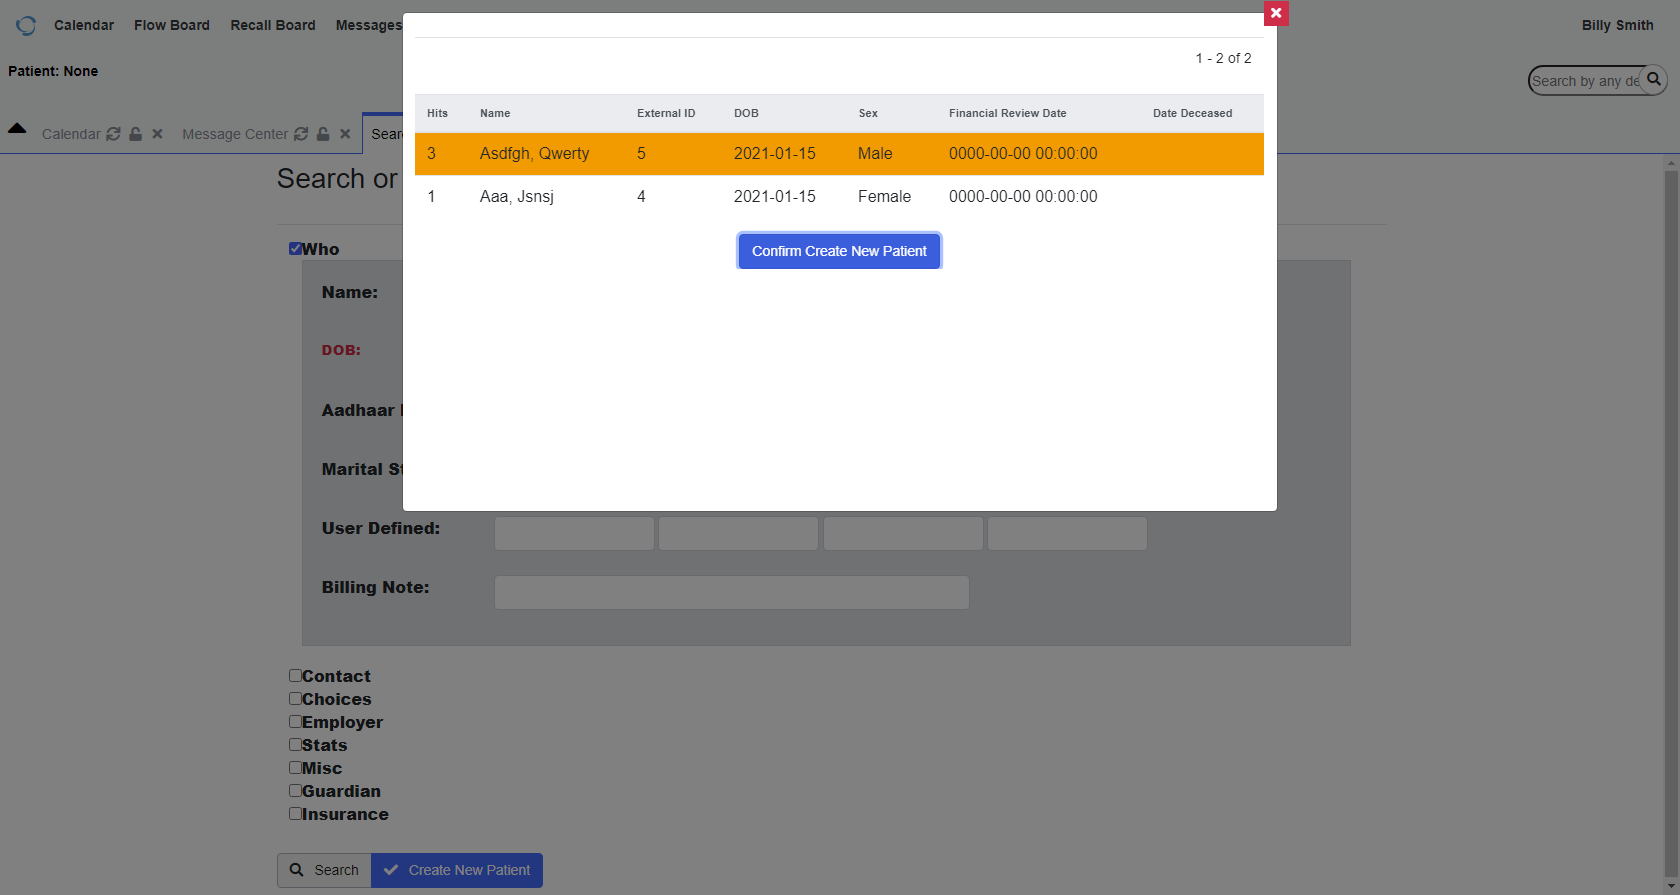 Calendar Flow Board Recall Board Messages Billy Smith
Patient: None
Search by any de
Calendar Message Center
Search or
1 - 2 of 2
Hits Name External ID DOB Sex Financial Review Date Date Deceased
3 Asdfgh, Qwerty 5 2021-01-15 Male 0000-00-00 00:00:00
1 Aaa, Jsnsj 4 2021-01-15 Female 0000-00-00 00:00:00
Confirm Create New Patient
Who
Name:
DOB:
Aadhaar
Marital
User Defined:
Billing Note:
Contact
Choices
Employer
Stats
Misc
Guardian
Insurance
Search Create New Patient